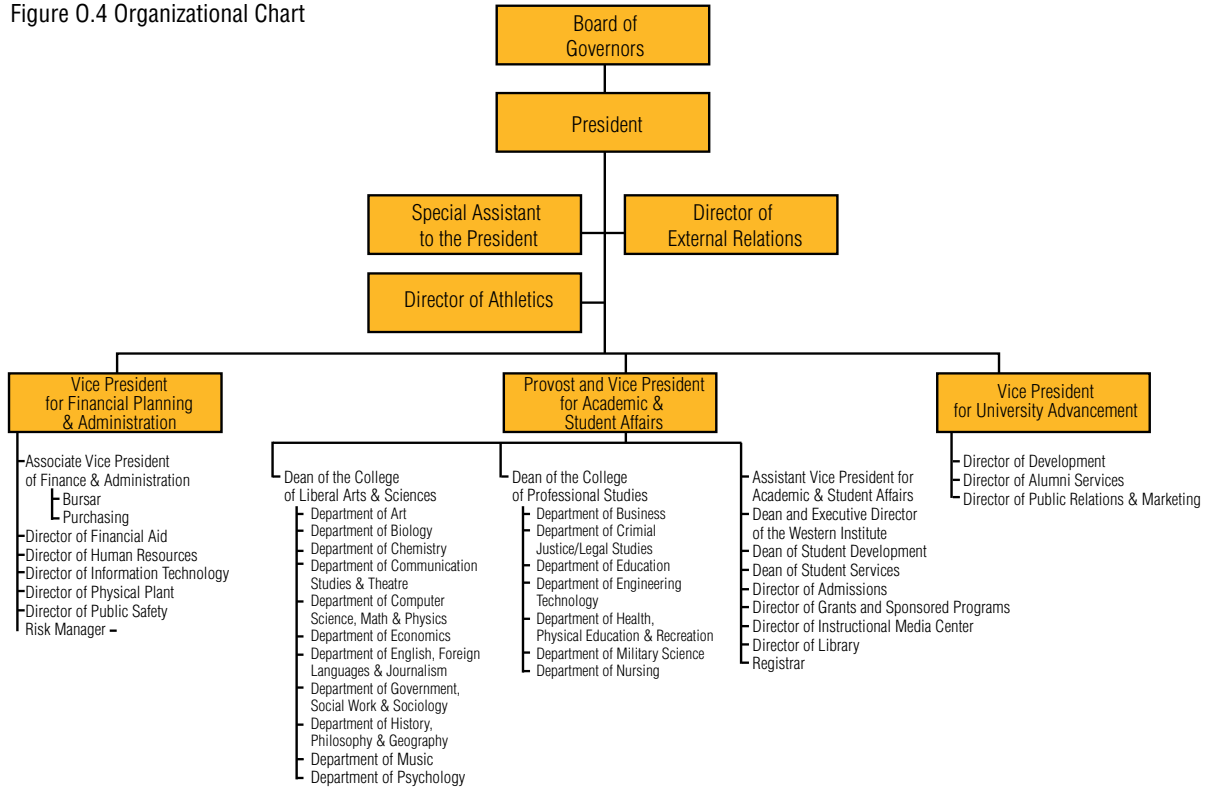 Figure O.4 Organizational Chart
Board of
Governors
President
Special Assistant
to the President
Director of
External Relations
Director of Athletics
Vice President
for Financial Planning
& Administration
Associate Vice President
of Finance & Administration
Bursar
Purchasing
Director of Financial Aid
Director of Human Resources
Director of Information Technology
Director of Physical Plant
Director of Public Safety
Risk Manager –
Provost and Vice President
for Academic &
Student Affairs
Dean of the College
of Liberal Arts & Sciences
Department of Art
Department of Biology
Department of Chemistry
Department of Communication
Studies & Theatre
Department of Computer
Science, Math & Physics
Department of Economics
Department of English, Foreign
Languages & Journalism
Department of Government,
Social Work & Sociology
Department of History,
Philosophy & Geography
Department of Music
Department of Psychology
Dean of the College
of Professional Studies
Department of Business
Department of Crimial
Justice/Legal Studies
Department of Education
Department of Engineering
Technology
Department of Health,
Physical Education & Recreation
Department of Military Science
Department of Nursing
Assistant Vice President for
Academic & Student Affairs
Dean and Executive Director
of the Western Institute
Dean of Student Development
Dean of Student Services
Director of Admissions
Director of Grants and Sponsored Programs
Director of Instructional Media Center
Director of Library
Registrar
Vice President
for University Advancement
Director of Development
Director of Alumni Services
Director of Public Relations & Marketing